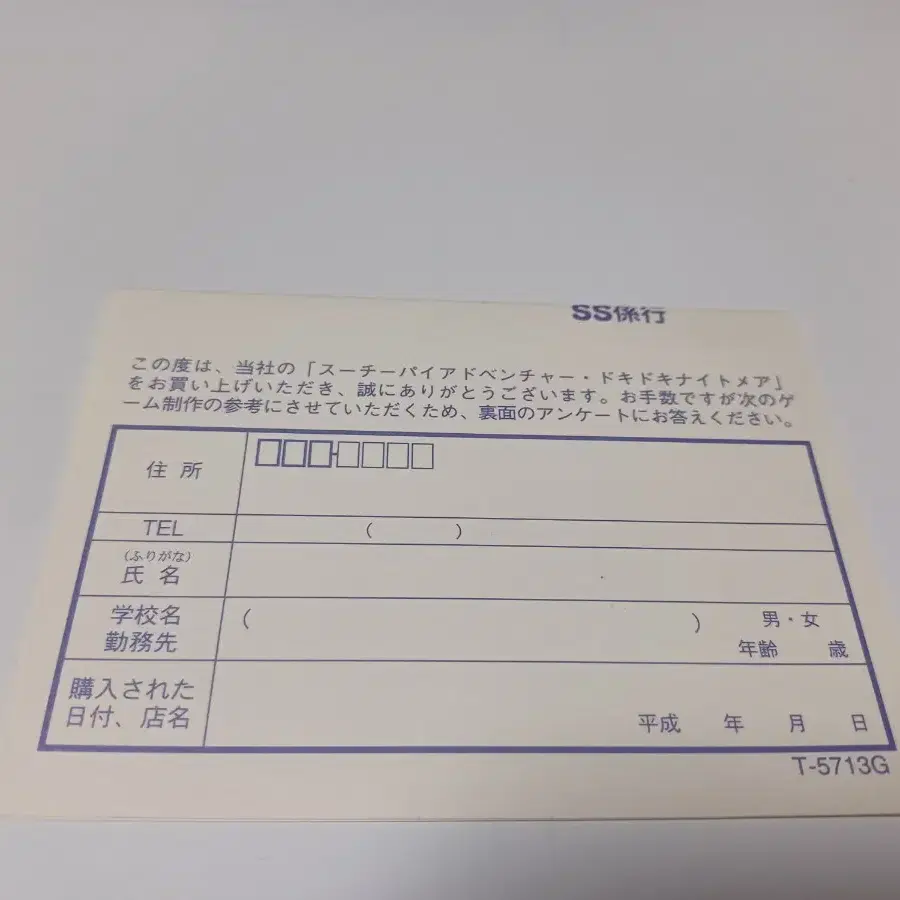 SS係行
この度は、当社の「スーチーパイアドベンチャー・ドキドキナイトメア」
をお買い上げいただき、誠にありがとうございます。お手数ですが次のゲ
ーム制作の参考にさせていただくため、裏面のアンケートにお答えください。
住 所
TEL ( )
(ふりがな)
氏 名
学校名 ( ) 男・女
勤務先 年齢 歳
購入された
日付、店名 平成 年 月 日
T-5713G